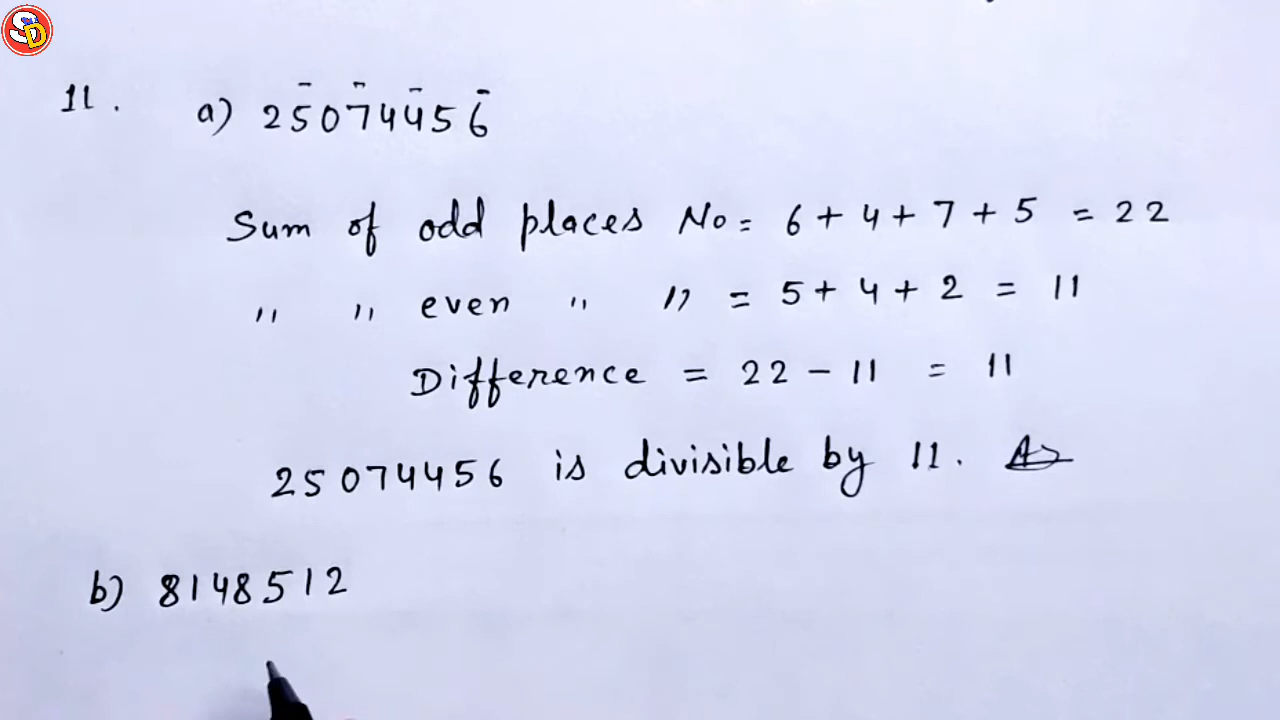 SD
11. a) 25074456
Sum of odd places No = 6 + 4 + 7 + 5 = 22
" " even " " = 5 + 4 + 2 = 11
Difference = 22 - 11 = 11
25074456 is divisible by 11.
b) 8148512